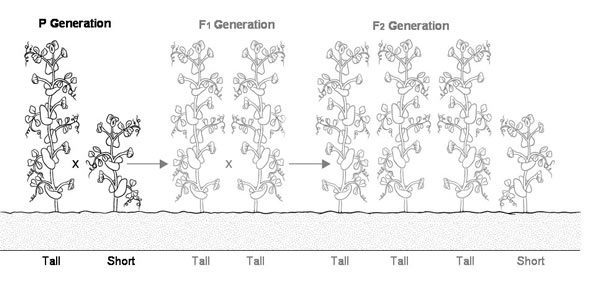 P Generation F1 Generation F2 Generation
x x
Tall Short Tall Tall Tall Tall Tall Short